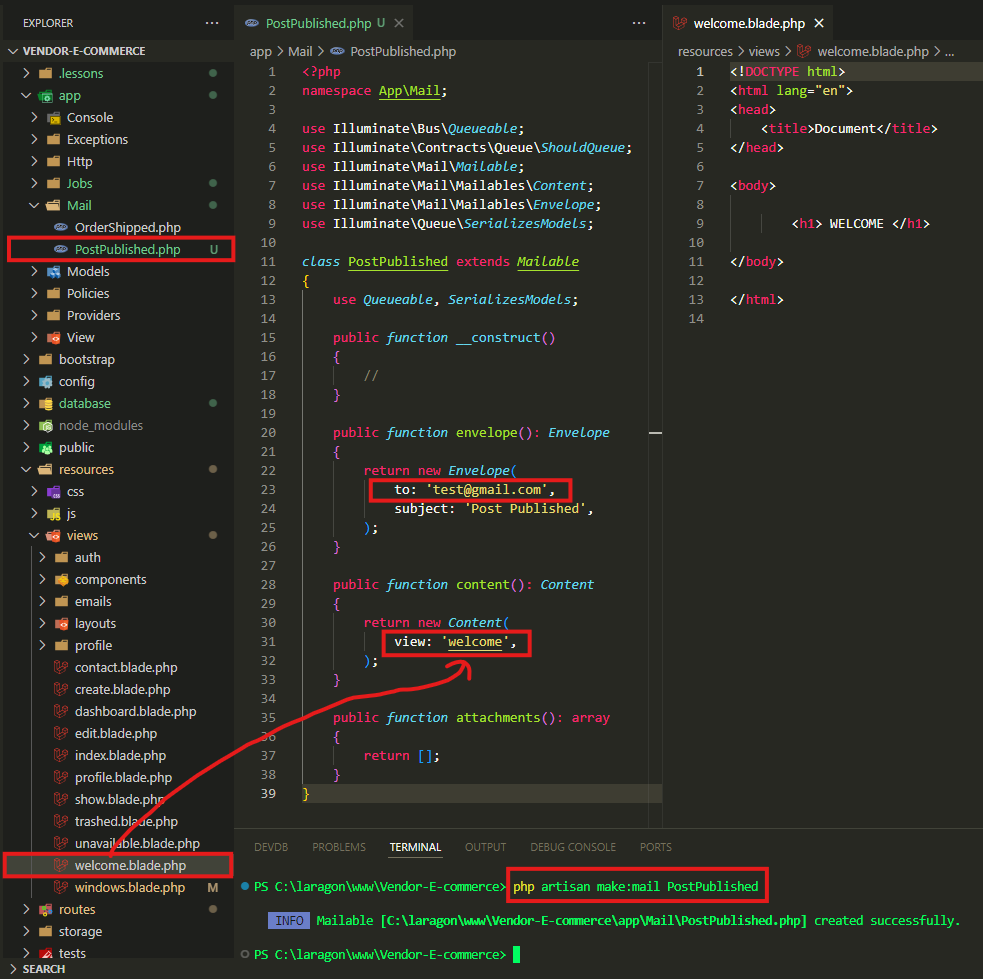 EXPLORER
VENDOR-E-COMMERCE
.lessons
app
Console
Exceptions
Http
Jobs
Mail
OrderShipped.php
PostPublished.php U
Models
Policies
Providers
View
bootstrap
config
database
node_modules
public
resources
css
js
views
auth
components
emails
layouts
profile
contact.blade.php
create.blade.php
dashboard.blade.php
edit.blade.php
index.blade.php
profile.blade.php
show.blade.php
trashed.blade.php
unavailable.blade.php
welcome.blade.php
windows.blade.php M
routes
storage
tests
SEARCH
PostPublished.php U
app > Mail > PostPublished.php
1 <?php
2 namespace App\Mail;
3
4 use Illuminate\Bus\Queueable;
5 use Illuminate\Contracts\Queue\ShouldQueue;
6 use Illuminate\Mail\Mailable;
7 use Illuminate\Mail\Mailables\Content;
8 use Illuminate\Mail\Mailables\Envelope;
9 use Illuminate\Queue\SerializesModels;
10
11 class PostPublished extends Mailable
12 {
13 use Queueable, SerializesModels;
14
15 public function __construct()
16 {
17 //
18 }
19
20 public function envelope(): Envelope
21 {
22 return new Envelope(
23 to: 'test@gmail.com',
24 subject: 'Post Published',
25 );
26 }
27
28 public function content(): Content
29 {
30 return new Content(
31 view: 'welcome',
32 );
33 }
34
35 public function attachments(): array
36 {
37 return [];
38 }
39 }
welcome.blade.php
resources > views > welcome.blade.php > ...
1 <!DOCTYPE html>
2 <html lang="en">
3 <head>
4 <title>Document</title>
5 </head>
6
7 <body>
8
9 <h1> WELCOME </h1>
10
11 </body>
12
13 </html>
14
DEVDB PROBLEMS TERMINAL OUTPUT DEBUG CONSOLE PORTS
PS C:\laragon\www\Vendor-E-commerce> php artisan make:mail PostPublished
INFO Mailable [C:\laragon\www\Vendor-E-commerce\app\Mail\PostPublished.php] created successfully.
PS C:\laragon\www\Vendor-E-commerce>